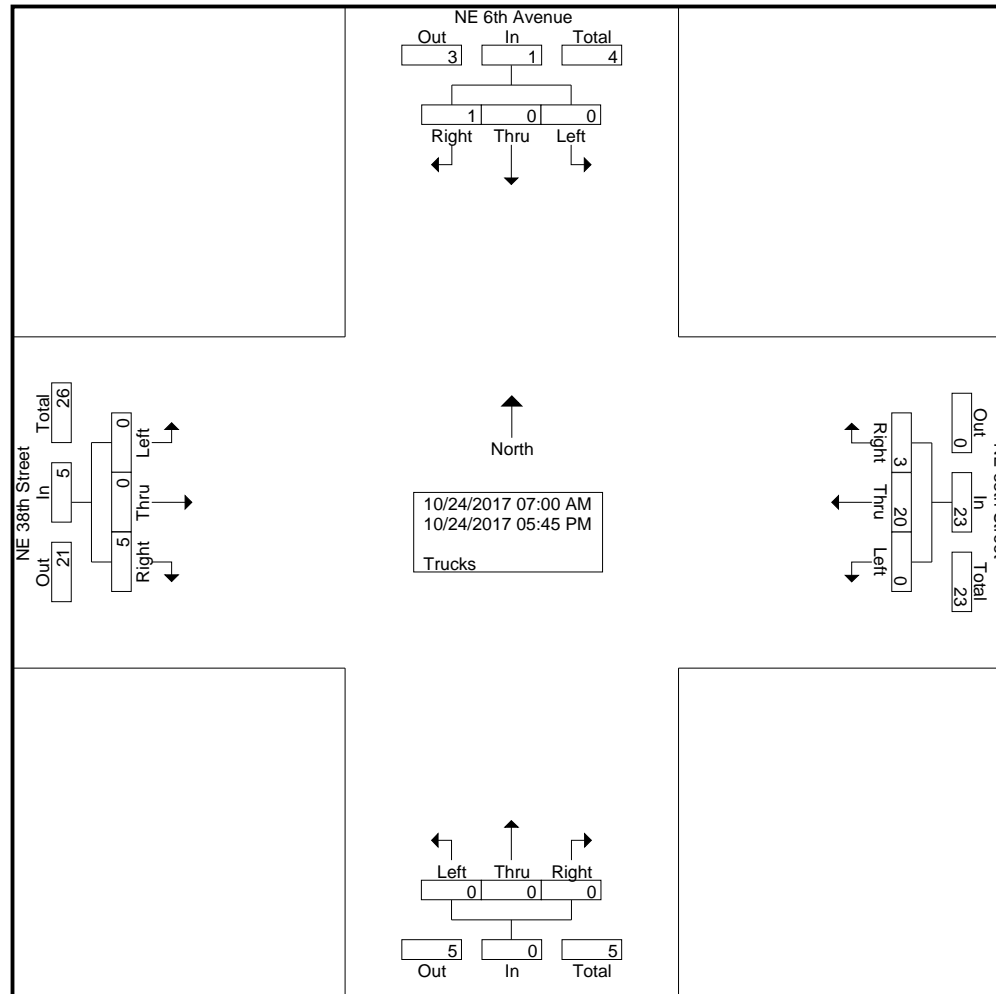 NE 6th Avenue
Out In Total
3 1 4
1 0 0
Right Thru Left
NE 38th Street
Total In Out
26 5 21
0 0 5
Left Thru Right
North
10/24/2017 07:00 AM
10/24/2017 05:45 PM
Trucks
Right Thru Left
3 20 0
Out In Total
0 23 23
Left Thru Right
0 0 0
5 0 5
Out In Total